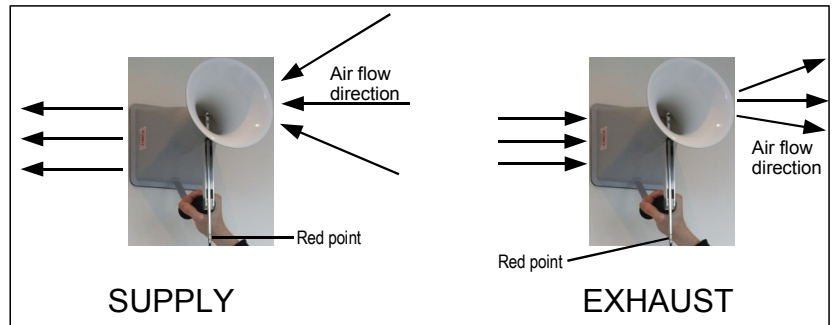 Air flow
direction
Red point
SUPPLY
Air flow
direction
Red point
EXHAUST